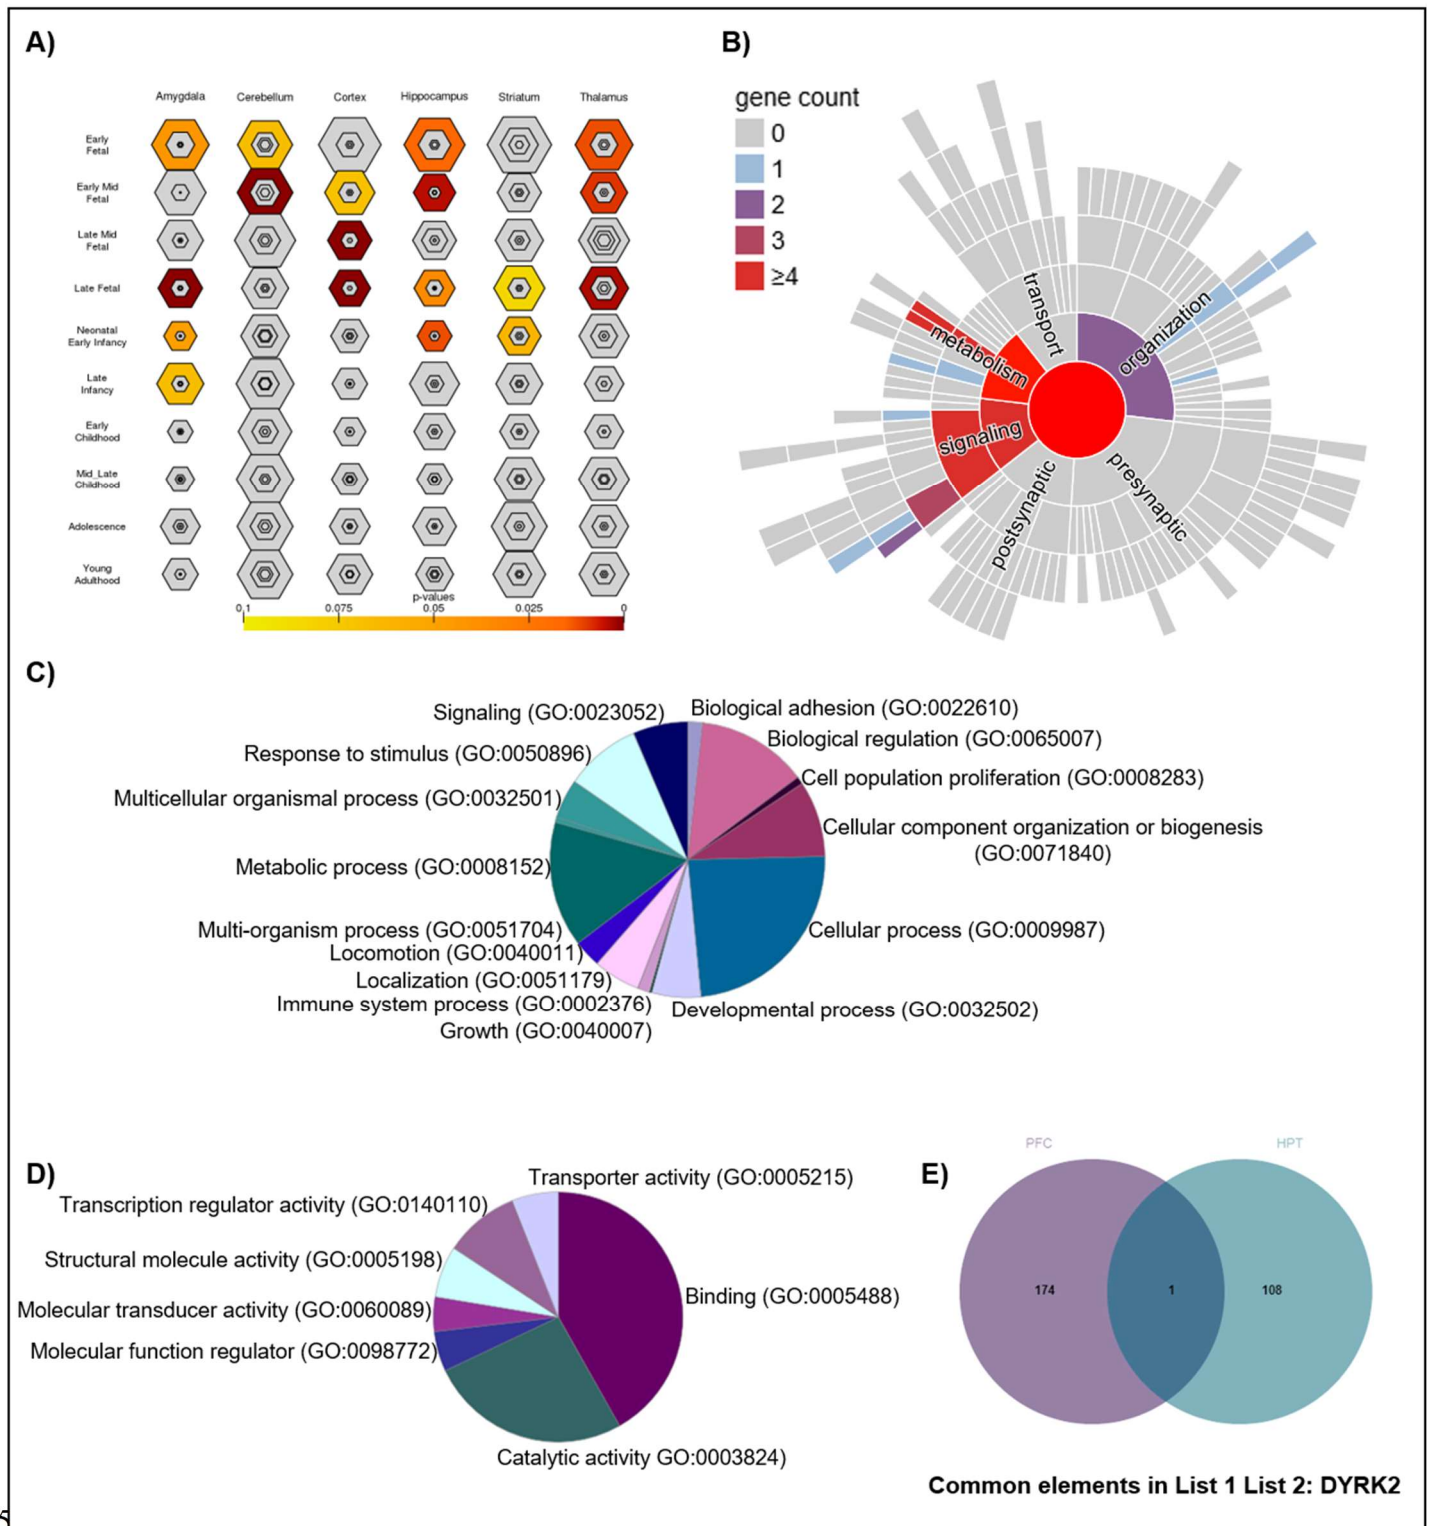 A)
Amygdala Cerebellum Cortex Hippocampus Striatum Thalamus
Early
Fetal
Early Mid
Fetal
Late Mid
Fetal
Late Fetal
Neonatal
Early Infancy
Late
Infancy
Early
Childhood
Mid_Late
Childhood
Adolescence
Young
Adulthood
p-values
0.1 0.075 0.05 0.025 0
B)
gene count
0
1
2
3
≥4
transport
organization
metabolism
signaling
postsynaptic
presynaptic
C)
Signaling (GO:0023052)
Biological adhesion (GO:0022610)
Response to stimulus (GO:0050896)
Biological regulation (GO:0065007)
Multicellular organismal process (GO:0032501)
Cell population proliferation (GO:0008283)
Cellular component organization or biogenesis
(GO:0071840)
Metabolic process (GO:0008152)
Multi-organism process (GO:0051704)
Cellular process (GO:0009987)
Locomotion (GO:0040011)
Localization (GO:0051179)
Immune system process (GO:0002376)
Developmental process (GO:0032502)
Growth (GO:0040007)
D)
Transporter activity (GO:0005215)
Transcription regulator activity (GO:0140110)
Structural molecule activity (GO:0005198)
Molecular transducer activity (GO:0060089)
Binding (GO:0005488)
Molecular function regulator (GO:0098772)
Catalytic activity GO:0003824)
E)
PFC HPT
174 1 108
Common elements in List 1 List 2: DYRK2